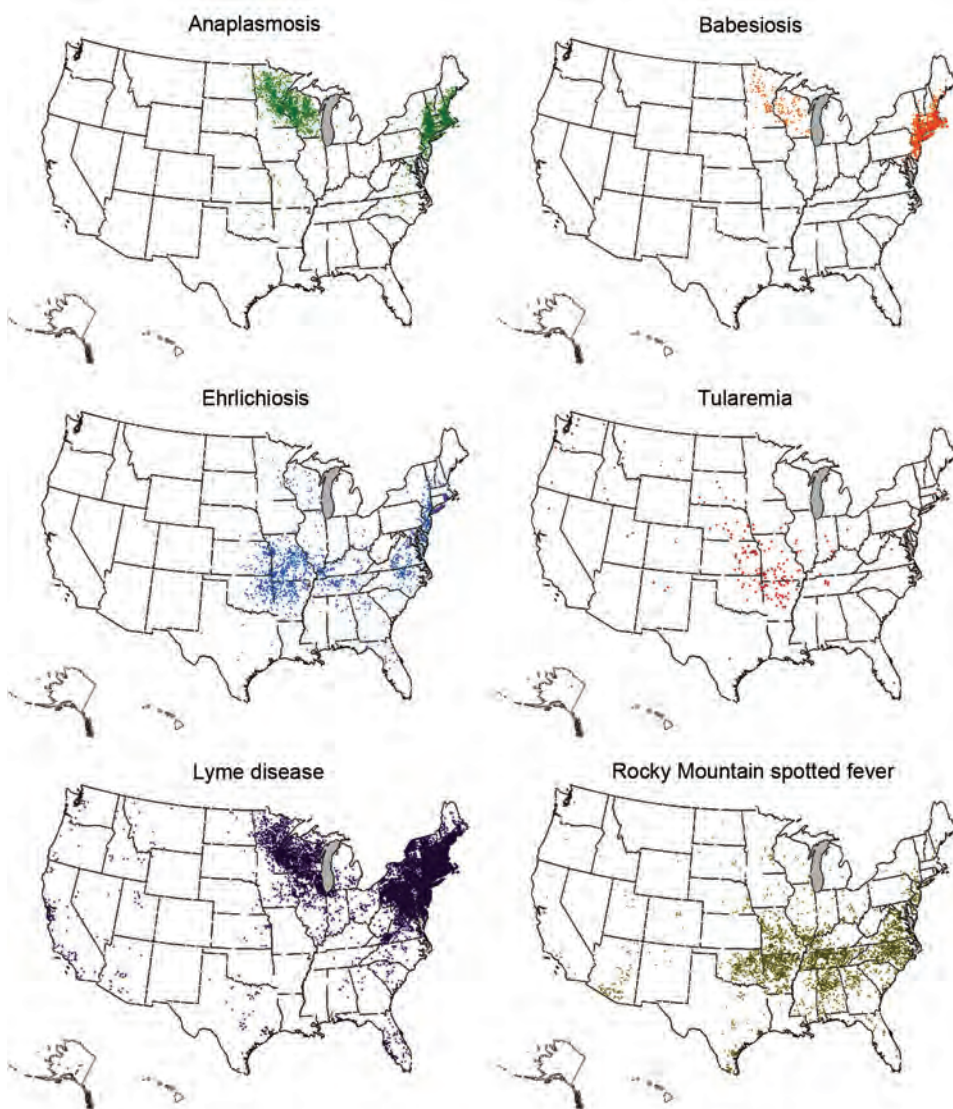 Anaplasmosis
Babesiosis
Ehrlichiosis
Tularemia
Lyme disease
Rocky Mountain spotted fever